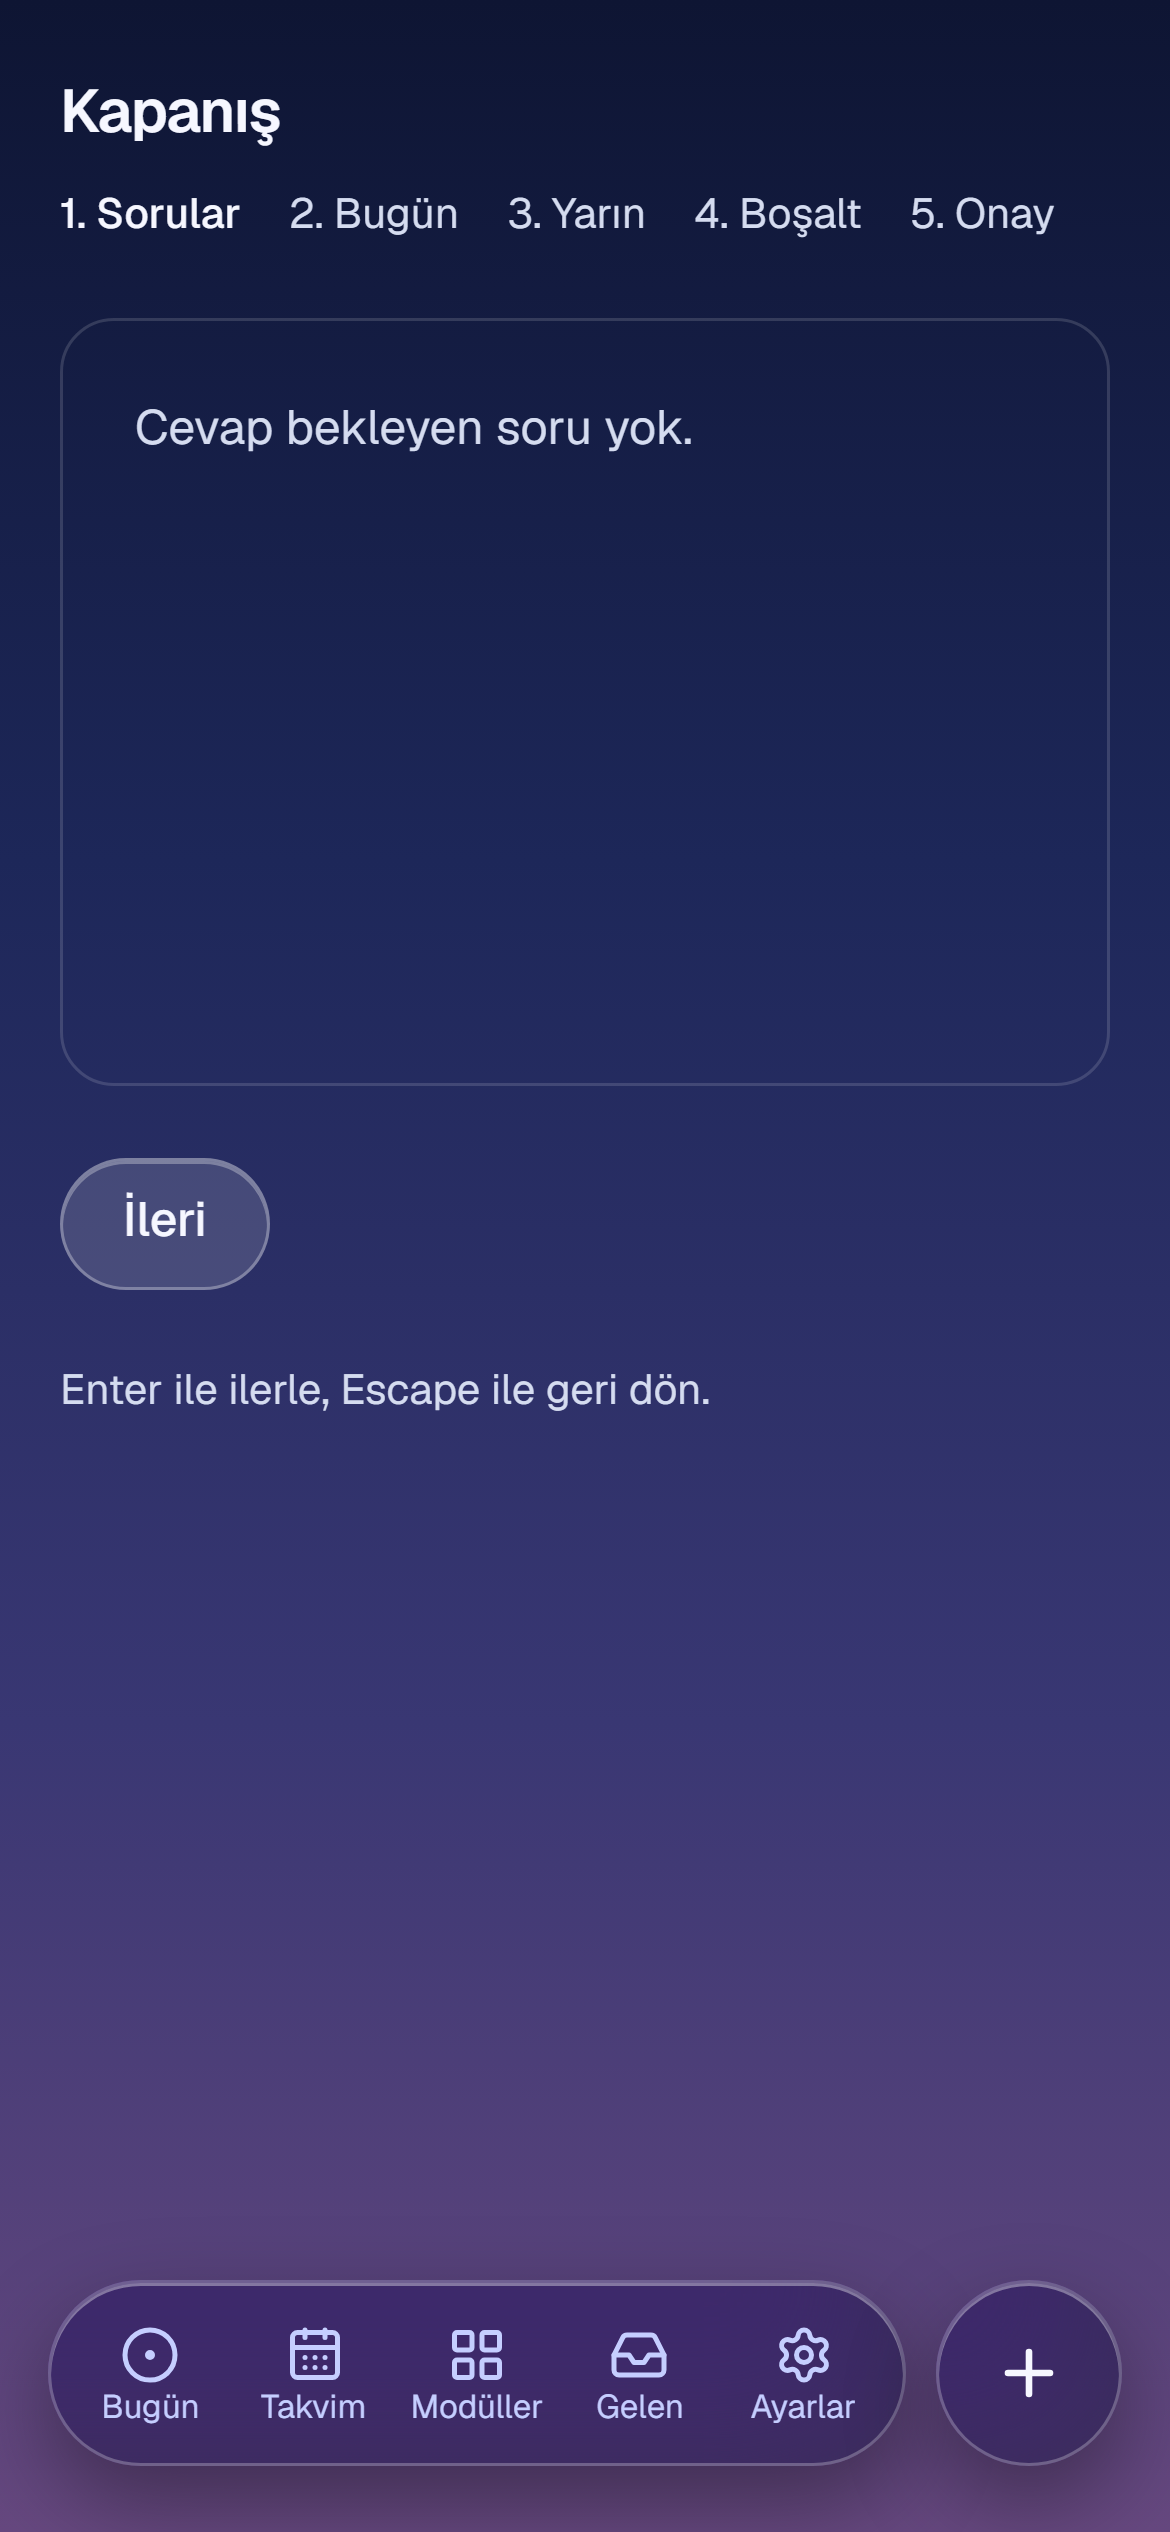 Kapanış
1. Sorular 2. Bugün 3. Yarın 4. Boşalt 5. Onay
Cevap bekleyen soru yok.
İleri
Enter ile ilerle, Escape ile geri dön.
Bugün Takvim Modüller Gelen Ayarlar